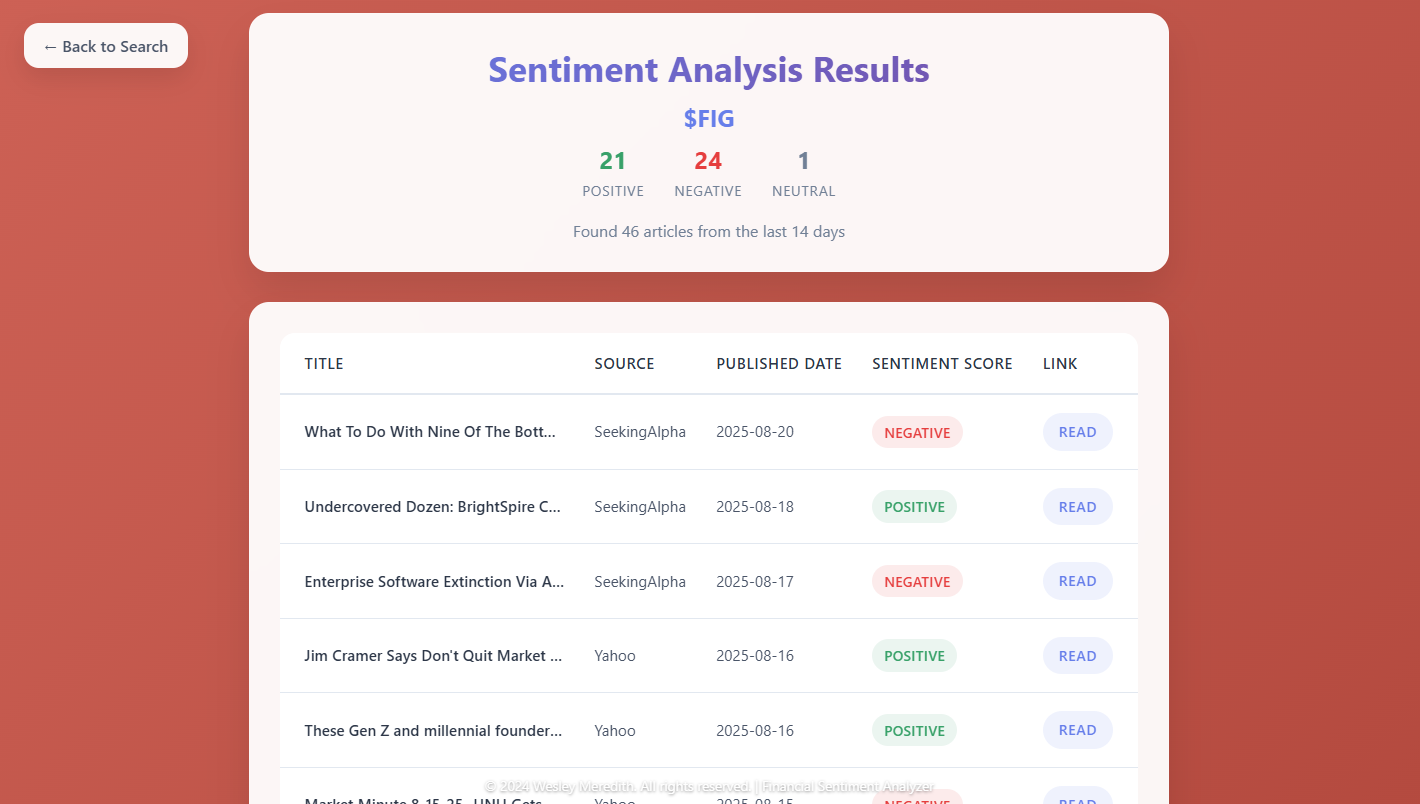 ← Back to Search
Sentiment Analysis Results
$FIG
21 24 1
POSITIVE NEGATIVE NEUTRAL
Found 46 articles from the last 14 days
TITLE SOURCE PUBLISHED DATE SENTIMENT SCORE LINK
What To Do With Nine Of The Bott... SeekingAlpha 2025-08-20 NEGATIVE READ
Undercovered Dozen: BrightSpire C... SeekingAlpha 2025-08-18 POSITIVE READ
Enterprise Software Extinction Via A... SeekingAlpha 2025-08-17 NEGATIVE READ
Jim Cramer Says Don't Quit Market ... Yahoo 2025-08-16 POSITIVE READ
These Gen Z and millennial founder... Yahoo 2025-08-16 POSITIVE READ
© 2024 Wesley Meredith. All rights reserved. | Financial Sentiment Analyzer
Market Minute 8-15-25- UNH Gets... Yahoo 2025-08-15 NEGATIVE READ